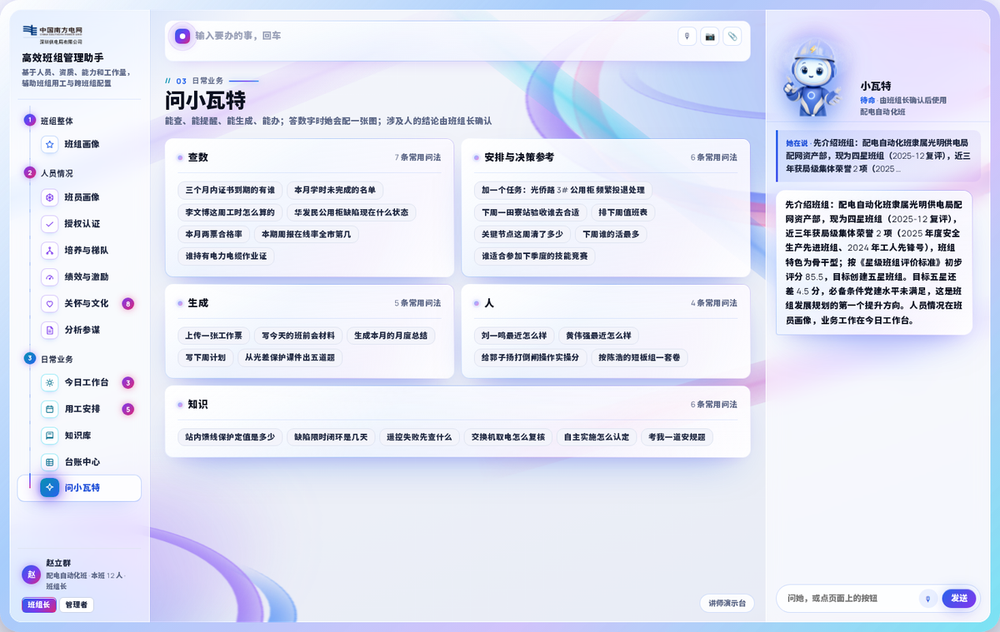 中国南方电网
CHINA SOUTHERN POWER GRID
深圳供电局有限公司
高效班组管理助手
基于人员、资质、能力和工作量，
辅助班组用工与跨班组配置
1 班组整体
班组画像
2 人员情况
班员画像
授权认证
培养与梯队
绩效与激励
关怀与文化 8
分析参谋
3 日常业务
今日工作台 3
用工安排 5
知识库
台账中心
问小瓦特
赵
赵立群
配电自动化班·本班 12 人·
班组长
班组长 管理者
输入要办的事，回车
// 03 日常业务
问小瓦特
能查、能提醒、能生成、能办；答数字时她会配一张图；涉及人的结论由班组长确认
查数 7 条常用问法
三个月内证书到期的有谁 本月学时未完成的名单
李文博这周工时怎么算的 华发民公用柜缺陷现在什么状态
本月两票合格率 本期周报在线率全市第几
谁持有电力电缆作业证
安排与决策参考 6 条常用问法
加一个任务：光侨路 3# 公用柜 频繁投退处理
下周一田寮站验收谁去合适 排下周值班表
关键节点这周清了多少 下周谁的活最多
谁适合参加下季度的技能竞赛
生成 5 条常用问法
上传一张工作票 写今天的班前会材料 生成本月的月度总结
写下周计划 从光差保护课件出五道题
人 4 条常用问法
刘一鸣最近怎么样 黄伟强最近怎么样
给郭子扬打倒闸操作实操分 按陈浩的短板组一套卷
知识 6 条常用问法
站内馈线保护定值是多少 缺陷限时闭环是几天 遥控失败先查什么 交换机取电怎么复核 自主实施怎么认定 考我一道安规题
讲师演示台
小瓦特
待命·由班组长确认后使用
配电自动化班
她在说·先介绍班组：配电自动化班隶属光明供电局
配网资产部，现为四星班组（2025-12 复评），近三
年获局级集体荣誉 2 项（2025 …
先介绍班组：配电自动化班隶属光明供电局配
网资产部，现为四星班组（2025-12 复评），
近三年获局级集体荣誉 2 项（2025 年度安全
生产先进班组、2024 年工人先锋号），班组
特色为骨干型；按《星级班组评价标准》初步
评分 85.5，目标创建五星班组。目标五星还
差 4.5 分，必备条件党建水平未满足，这是班
组发展规划的第一个提升方向。人员情况在班
员画像，业务工作在今日工作台。
问她，或点页面上的按钮 发送